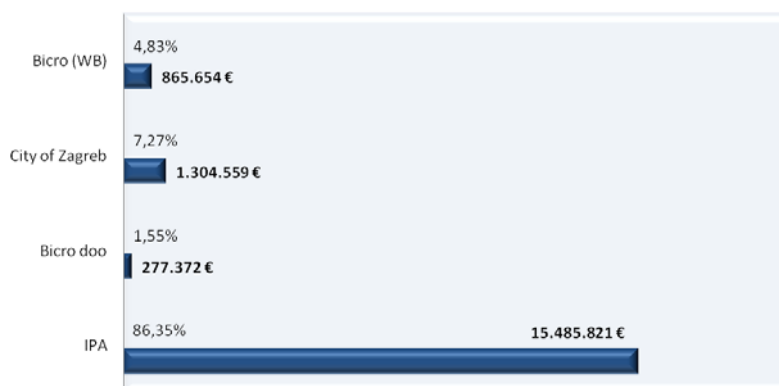 4,83%
Bicro (WB)
865.654 €
7,27%
City of Zagreb
1.304.559 €
1,55%
Bicro doo
277.372 €
86,35%
15.485.821 €
IPA